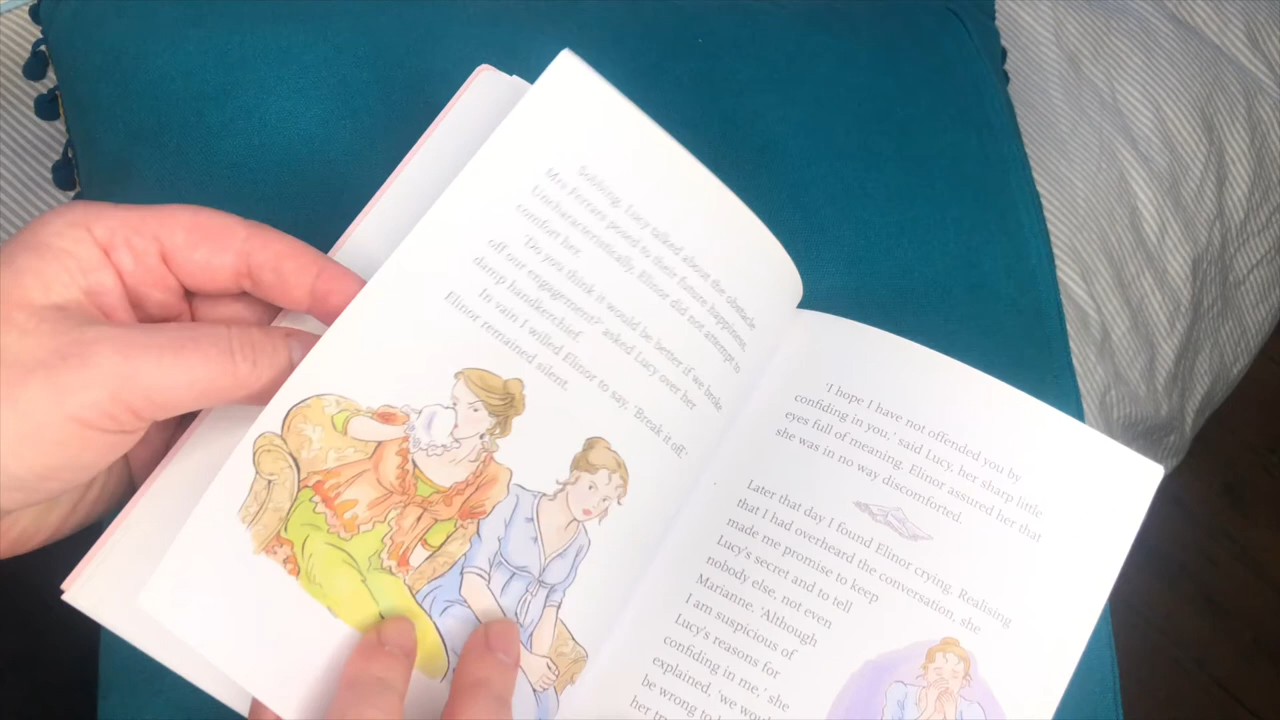 Sobbing, Lucy talked about the obstacle
Mrs Ferrars posed to their future happiness.
Uncharacteristically, Elinor did not attempt to
comfort her.
'Do you think it would be better if we broke
off our engagement?' asked Lucy over her
damp handkerchief.
In vain I willed Elinor to say, 'Break it off.'
Elinor remained silent.
'I hope I have not offended you by
confiding in you,' said Lucy, her sharp little
eyes full of meaning. Elinor assured her that
she was in no way discomforted.
Later that day I found Elinor crying. Realising
that I had overheard the conversation, she
made me promise to keep
Lucy's secret and to tell
nobody else, not even
Marianne. 'Although
I am suspicious of
Lucy's reasons for
confiding in me,' she
explained, 'we
be wrong to
her